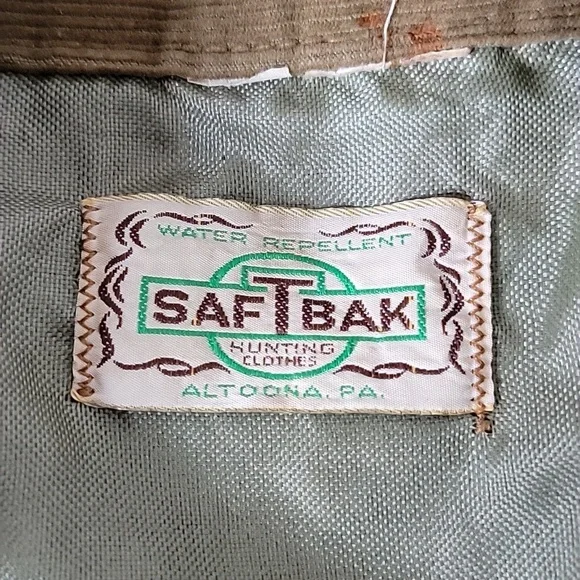 WATER REPELLENT
SAFTBAK
HUNTING
CLOTHES
ALTOONA, PA.